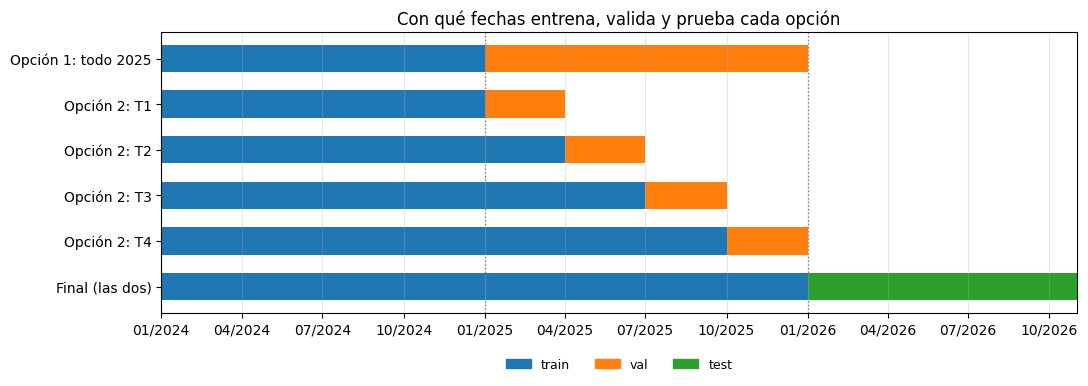 Con qué fechas entrena, valida y prueba cada opción
Opción 1: todo 2025
Opción 2: T1
Opción 2: T2
Opción 2: T3
Opción 2: T4
Final (las dos)
01/2024 04/2024 07/2024 10/2024 01/2025 04/2025 07/2025 10/2025 01/2026 04/2026 07/2026 10/2026
train val test